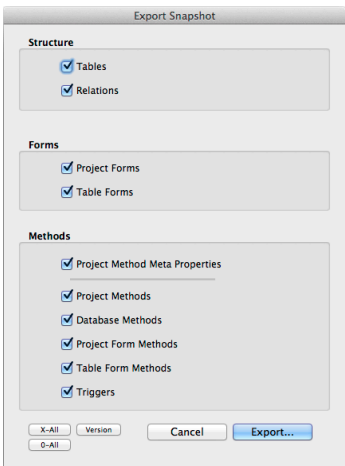 Export Snapshot
Structure
Tables
Relations
Forms
Project Forms
Table Forms
Methods
Project Method Meta Properties
Project Methods
Database Methods
Project Form Methods
Table Form Methods
Triggers
X-All Version Cancel Export...
0-All